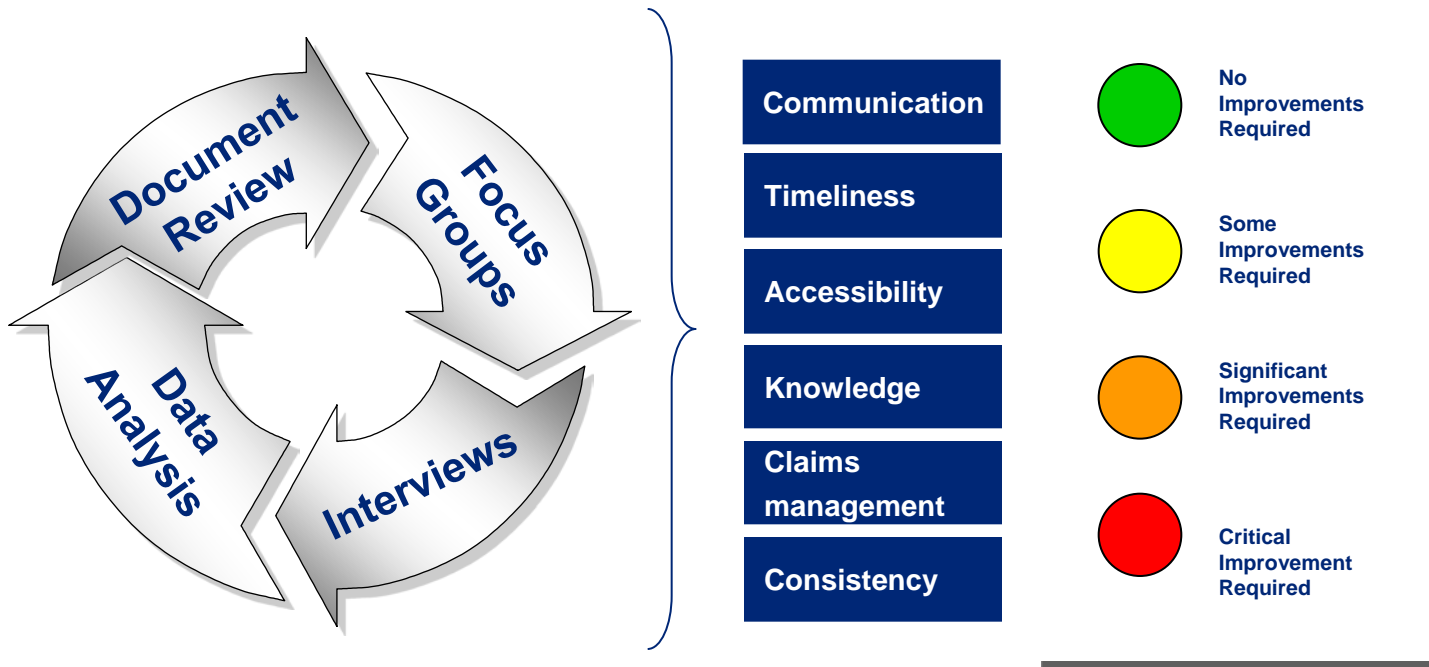 Document
Review
Focus
Groups
Interviews
Data
Analysis
Communication
Timeliness
Accessibility
Knowledge
Claims
management
Consistency
No
Improvements
Required
Some
Improvements
Required
Significant
Improvements
Required
Critical
Improvement
Required